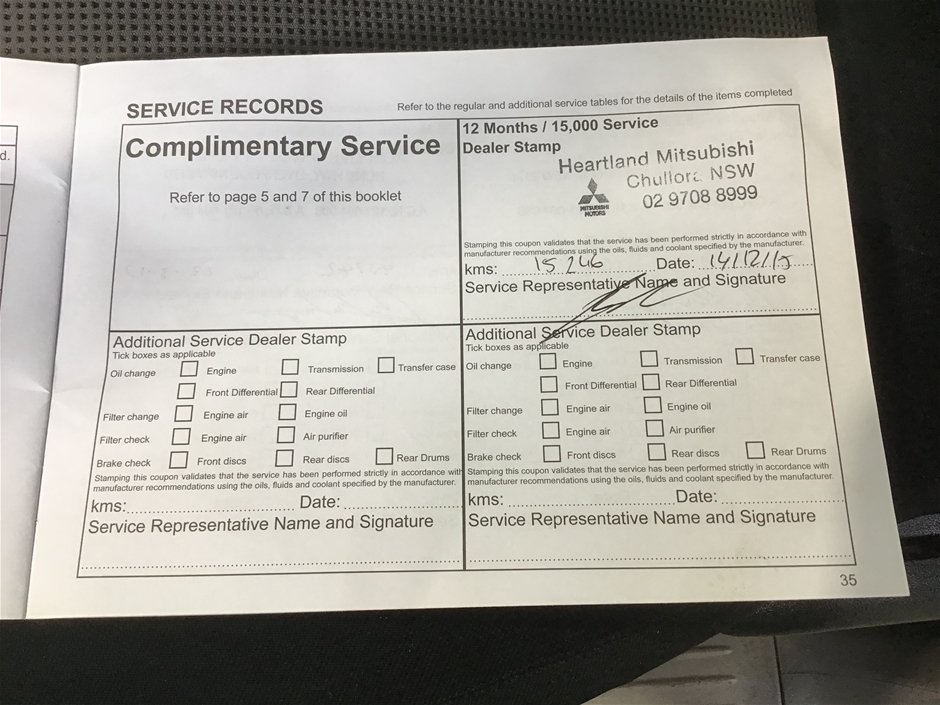 d.
SERVICE RECORDS
Refer to the regular and additional service tables for the details of the items completed
Complimentary Service
Refer to page 5 and 7 of this booklet
12 Months / 15,000 Service
Dealer Stamp
Heartland Mitsubishi
Chullora NSW
02 9708 8999
MITSUBISHI
MOTORS
Stamping this coupon validates that the service has been performed strictly in accordance with
manufacturer recommendations using the oils, fluids and coolant specified by the manufacturer.
kms: 15 246 Date: 14/12/15
Service Representative Name and Signature
Additional Service Dealer Stamp
Tick boxes as applicable
Oil change Engine Transmission Transfer case
Front Differential Rear Differential
Filter change Engine air Engine oil
Filter check Engine air Air purifier
Brake check Front discs Rear discs Rear Drums
Stamping this coupon validates that the service has been performed strictly in accordance with
manufacturer recommendations using the oils, fluids and coolant specified by the manufacturer.
kms: Date:
Service Representative Name and Signature
Additional Service Dealer Stamp
Tick boxes as applicable
Oil change Engine Transmission Transfer case
Front Differential Rear Differential
Filter change Engine air Engine oil
Filter check Engine air Air purifier
Brake check Front discs Rear discs Rear Drums
Stamping this coupon validates that the service has been performed strictly in accordance with
manufacturer recommendations using the oils, fluids and coolant specified by the manufacturer.
kms: Date:
Service Representative Name and Signature
35